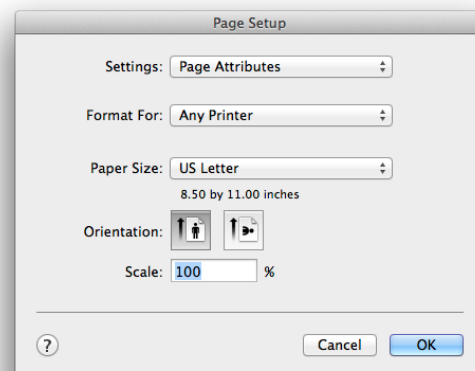 Page Setup
Settings: Page Attributes
Format For: Any Printer
Paper Size: US Letter
8.50 by 11.00 inches
Orientation:
Scale: 100 %
? Cancel OK